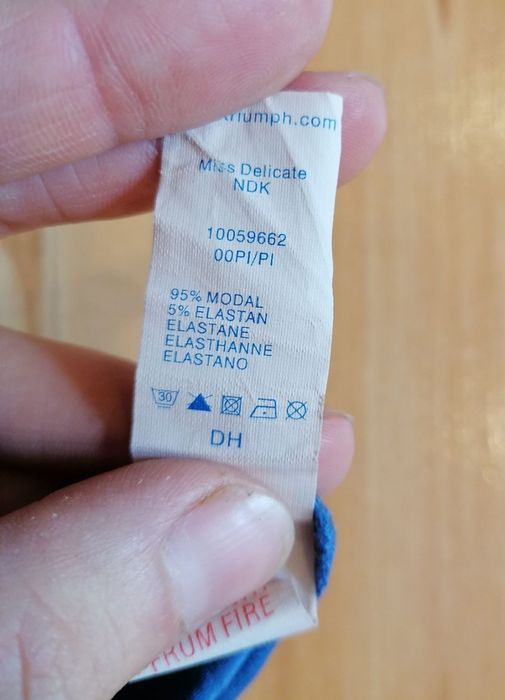 triumph.com
Miss Delicate
NDK
10059662
00PI/PI
95% MODAL
5% ELASTAN
ELASTANE
ELASTHANNE
ELASTANO
30
DH
FROM FIRE